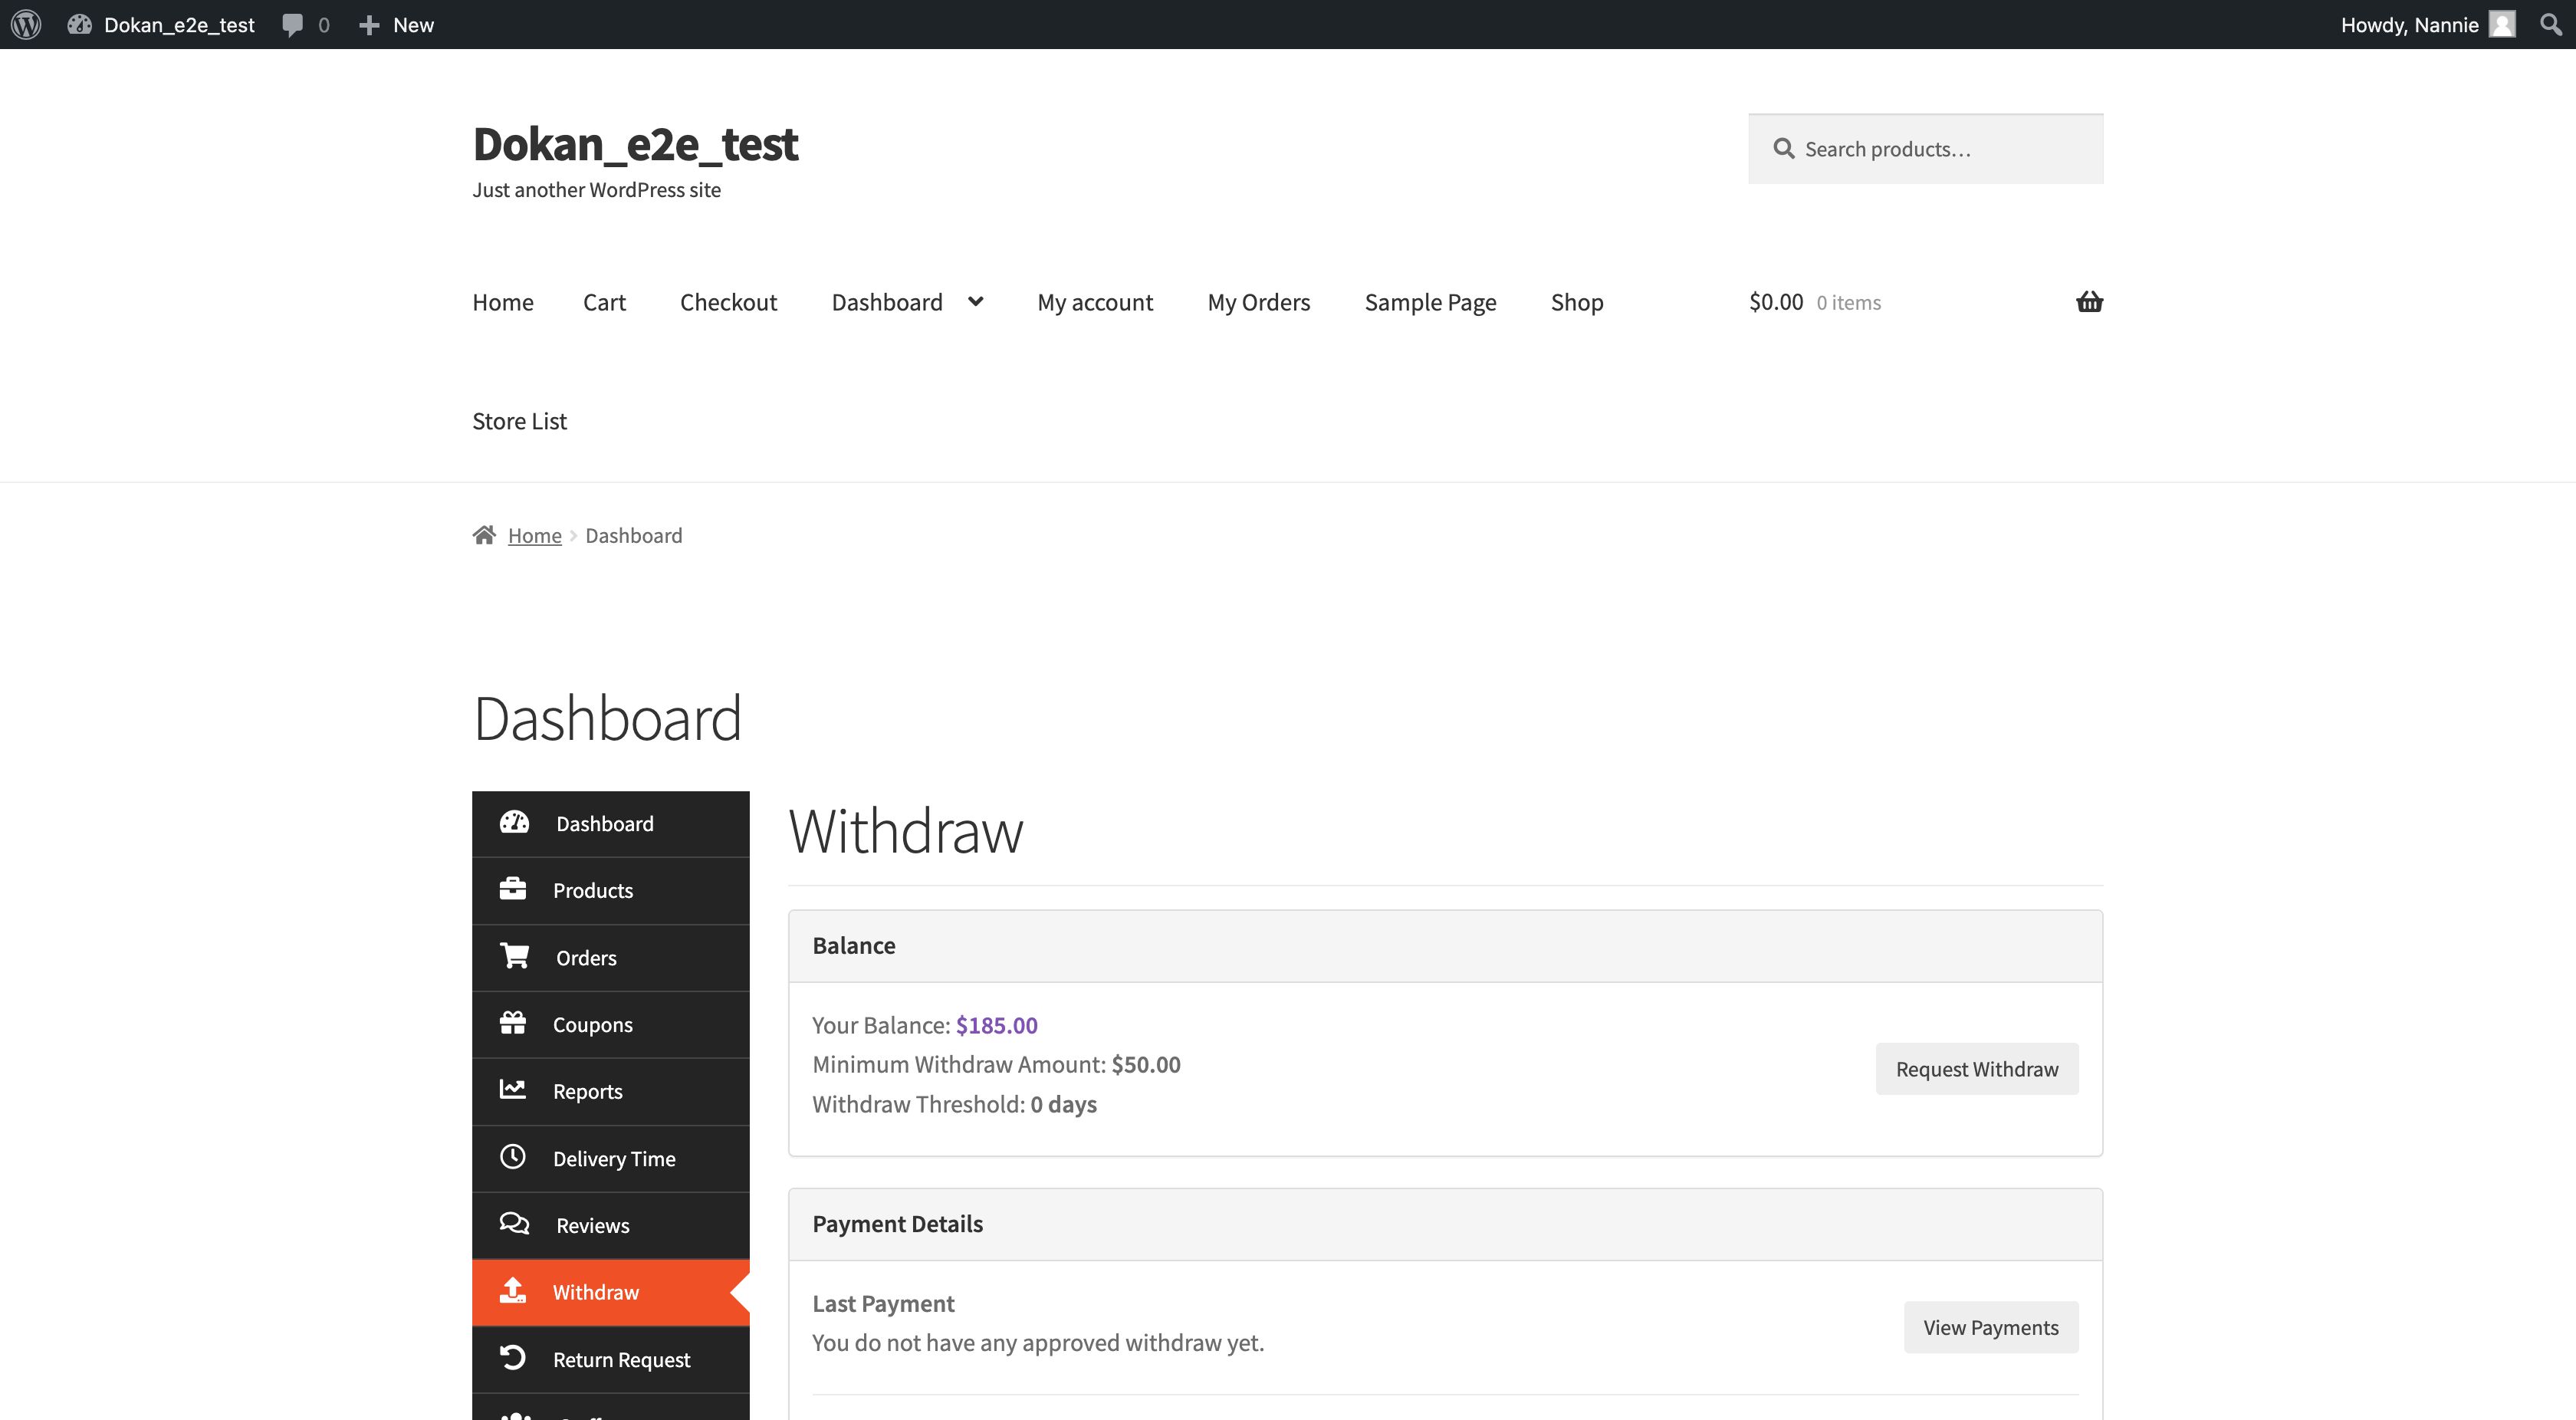 Dokan_e2e_test 0 New Howdy, Nannie
Dokan_e2e_test
Just another WordPress site
Search products…
Home Cart Checkout Dashboard My account My Orders Sample Page Shop $0.00 0 items
Store List
Home Dashboard
Dashboard
Dashboard
Products
Orders
Coupons
Reports
Delivery Time
Reviews
Withdraw
Return Request
Withdraw
Balance
Your Balance: $185.00
Minimum Withdraw Amount: $50.00
Withdraw Threshold: 0 days
Request Withdraw
Payment Details
Last Payment
You do not have any approved withdraw yet.
View Payments